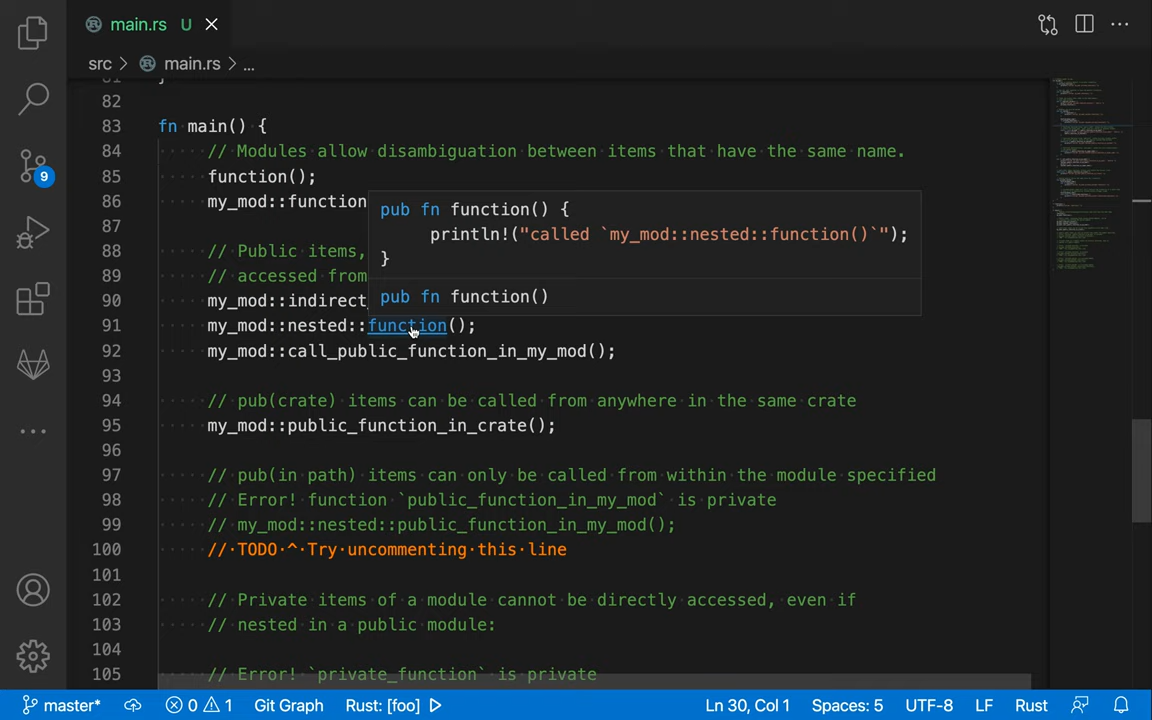 main.rs U
src > main.rs > ...
82
83 fn main() {
84 // Modules allow disambiguation between items that have the same name.
85 function();
86 my_mod::function
pub fn function() {
87
println!("called `my_mod::nested::function()`");
88 // Public items,
}
89 // accessed from
90 my_mod::indirect_
pub fn function()
91 my_mod::nested::function();
92 my_mod::call_public_function_in_my_mod();
93
94 // pub(crate) items can be called from anywhere in the same crate
95 my_mod::public_function_in_crate();
96
97 // pub(in path) items can only be called from within the module specified
98 // Error! function `public_function_in_my_mod` is private
99 // my_mod::nested::public_function_in_my_mod();
100 //·TODO·^·Try·uncommenting·this·line
101
102 // Private items of a module cannot be directly accessed, even if
103 // nested in a public module:
104
105 // Error! `private_function` is private
9
master* 0 1 Git Graph Rust: [foo] Ln 30, Col 1 Spaces: 5 UTF-8 LF Rust